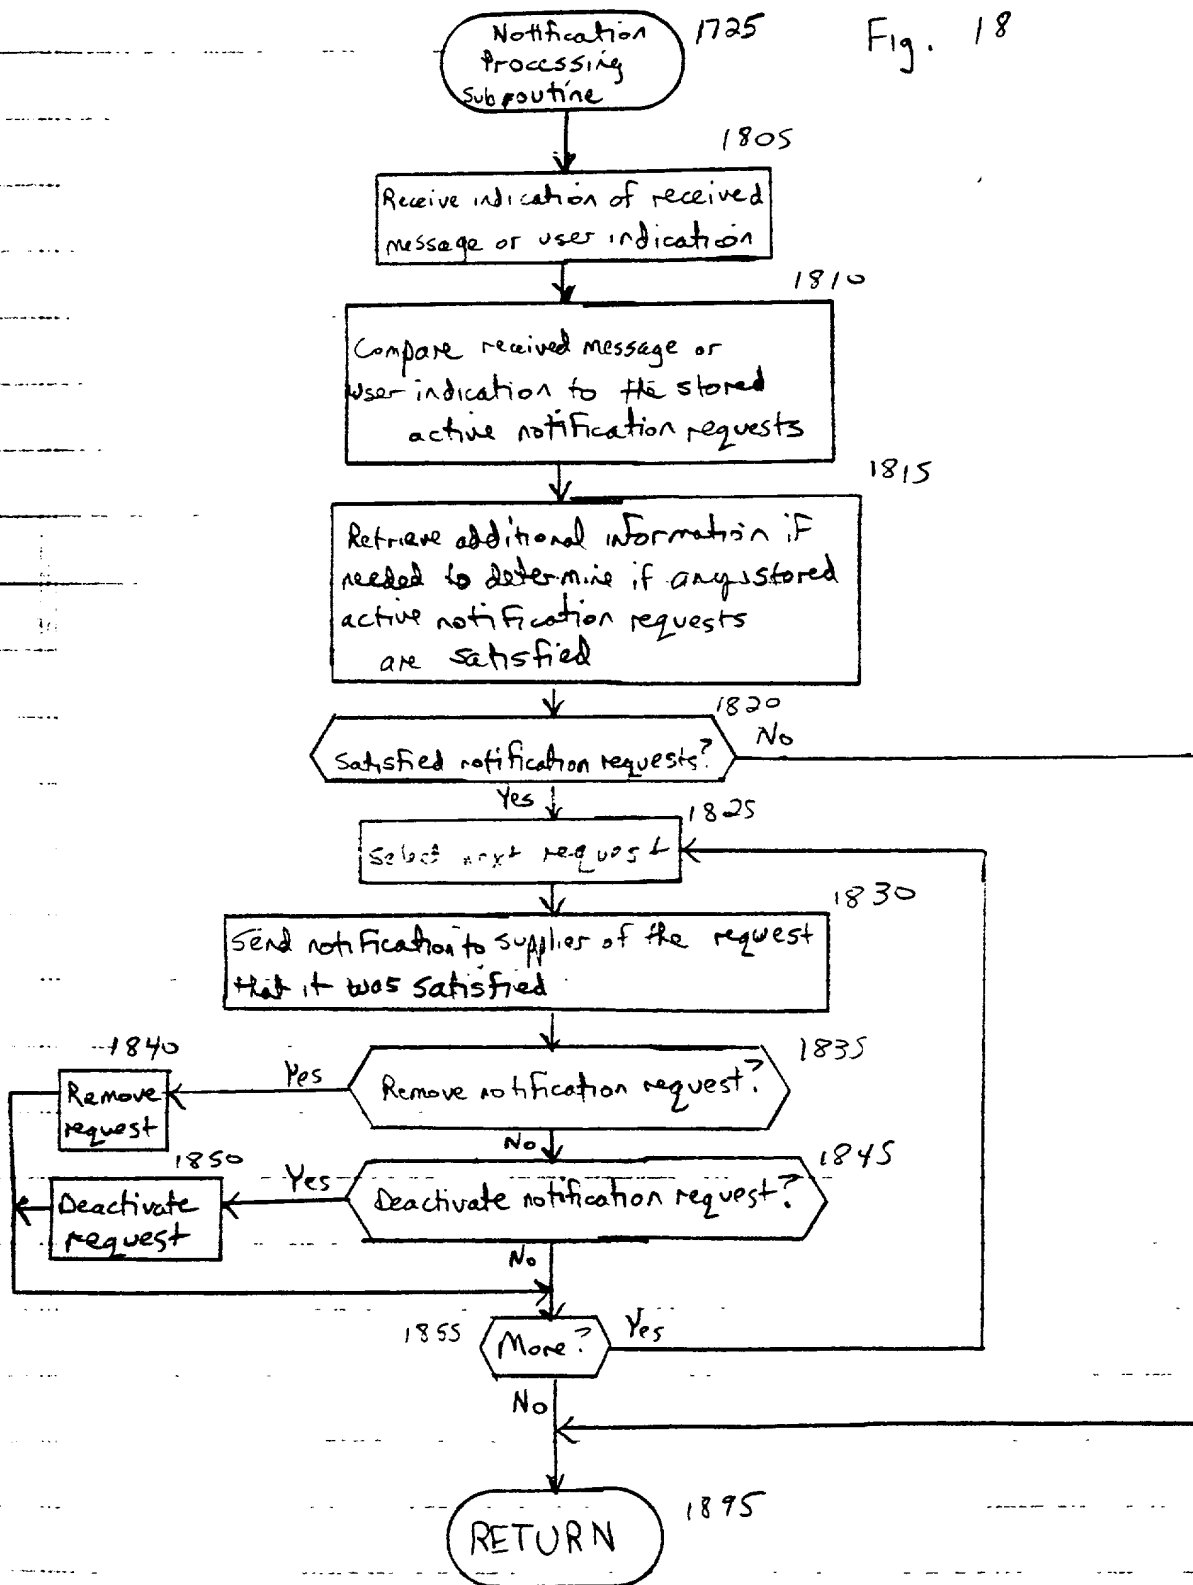 Fig. 18
Notification
Processing
Subroutine
1725
1805
Receive indication of received
message or user indication
1810
Compare received message or
user indication to the stored
active notification requests
1815
Retrieve additional information if
needed to determine if any stored
active notification requests
are satisfied
1820
Satisfied notification requests?
No
Yes
1825
Select next request
1830
Send notification to supplier of the request
that it was satisfied
1835
Remove notification request?
Yes
1840
Remove
request
No
1845
Deactivate notification request?
Yes
1850
Deactivate
request
No
1855
More?
Yes
No
RETURN
1895